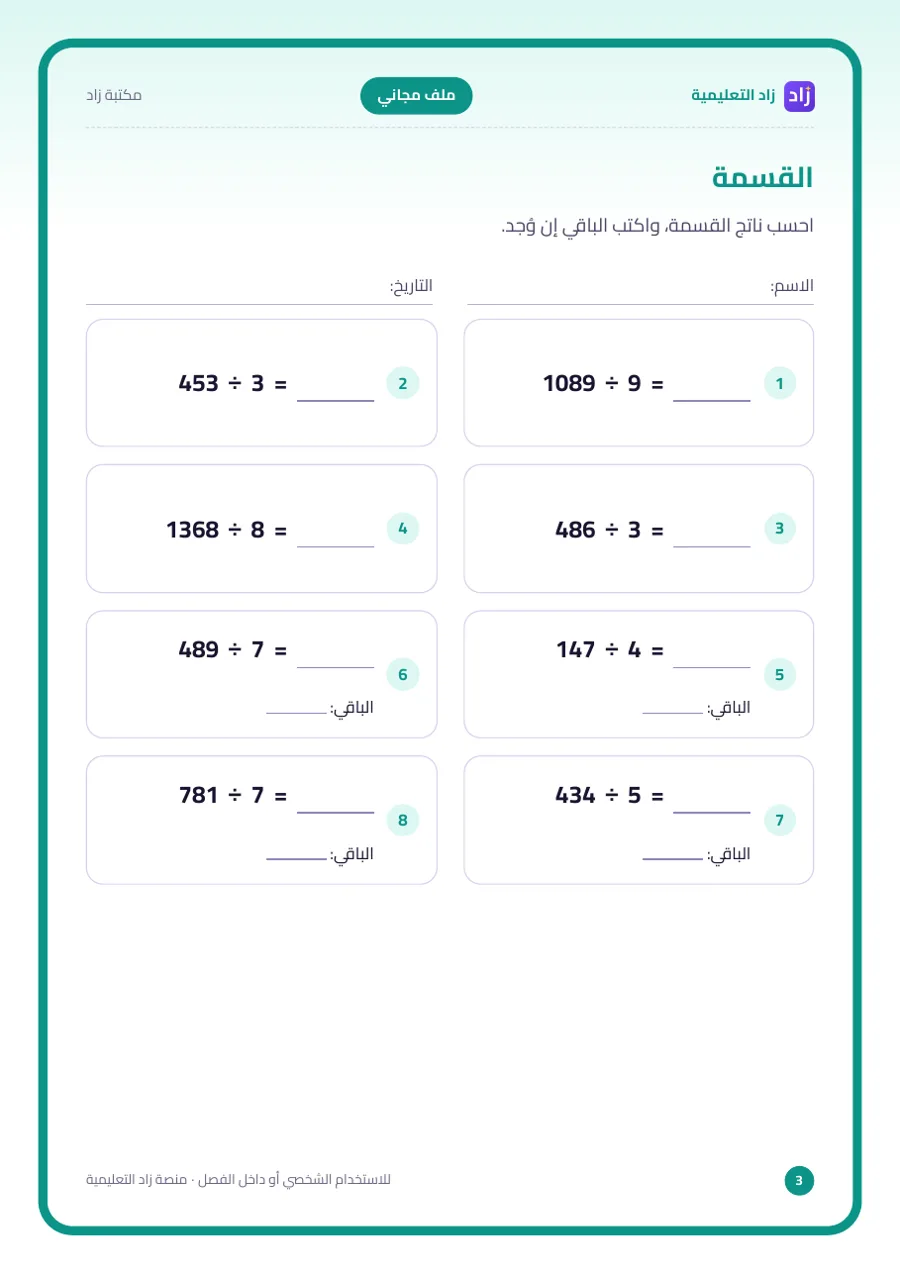 زاد زاد التعليمية
ملف مجاني
مكتبة زاد
القسمة
احسب ناتج القسمة، واكتب الباقي إن وُجد.
الاسم:
التاريخ:
1
1089 ÷ 9 =
2
453 ÷ 3 =
3
486 ÷ 3 =
4
1368 ÷ 8 =
5
147 ÷ 4 =
الباقي:
6
489 ÷ 7 =
الباقي:
7
434 ÷ 5 =
الباقي:
8
781 ÷ 7 =
الباقي:
3
للاستخدام الشخصي أو داخل الفصل · منصة زاد التعليمية